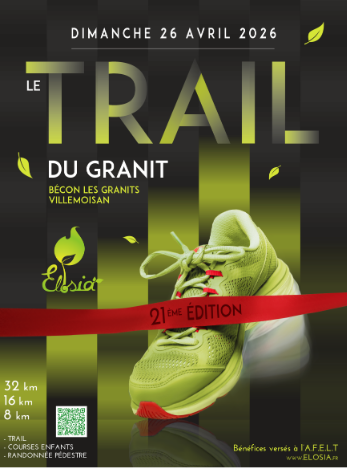 DIMANCHE 26 AVRIL 2026
LE
TRAIL
DU GRANIT
BÉCON LES GRANITS
VILLEMOISAN
Elosia
21ÈME ÉDITION
32 km
16 km
8 km
- TRAIL
- COURSES ENFANTS
- RANDONNÉE PÉDESTRE
Bénéfices versés à l'A.F.E.L.T
www.ELOSIA.fr